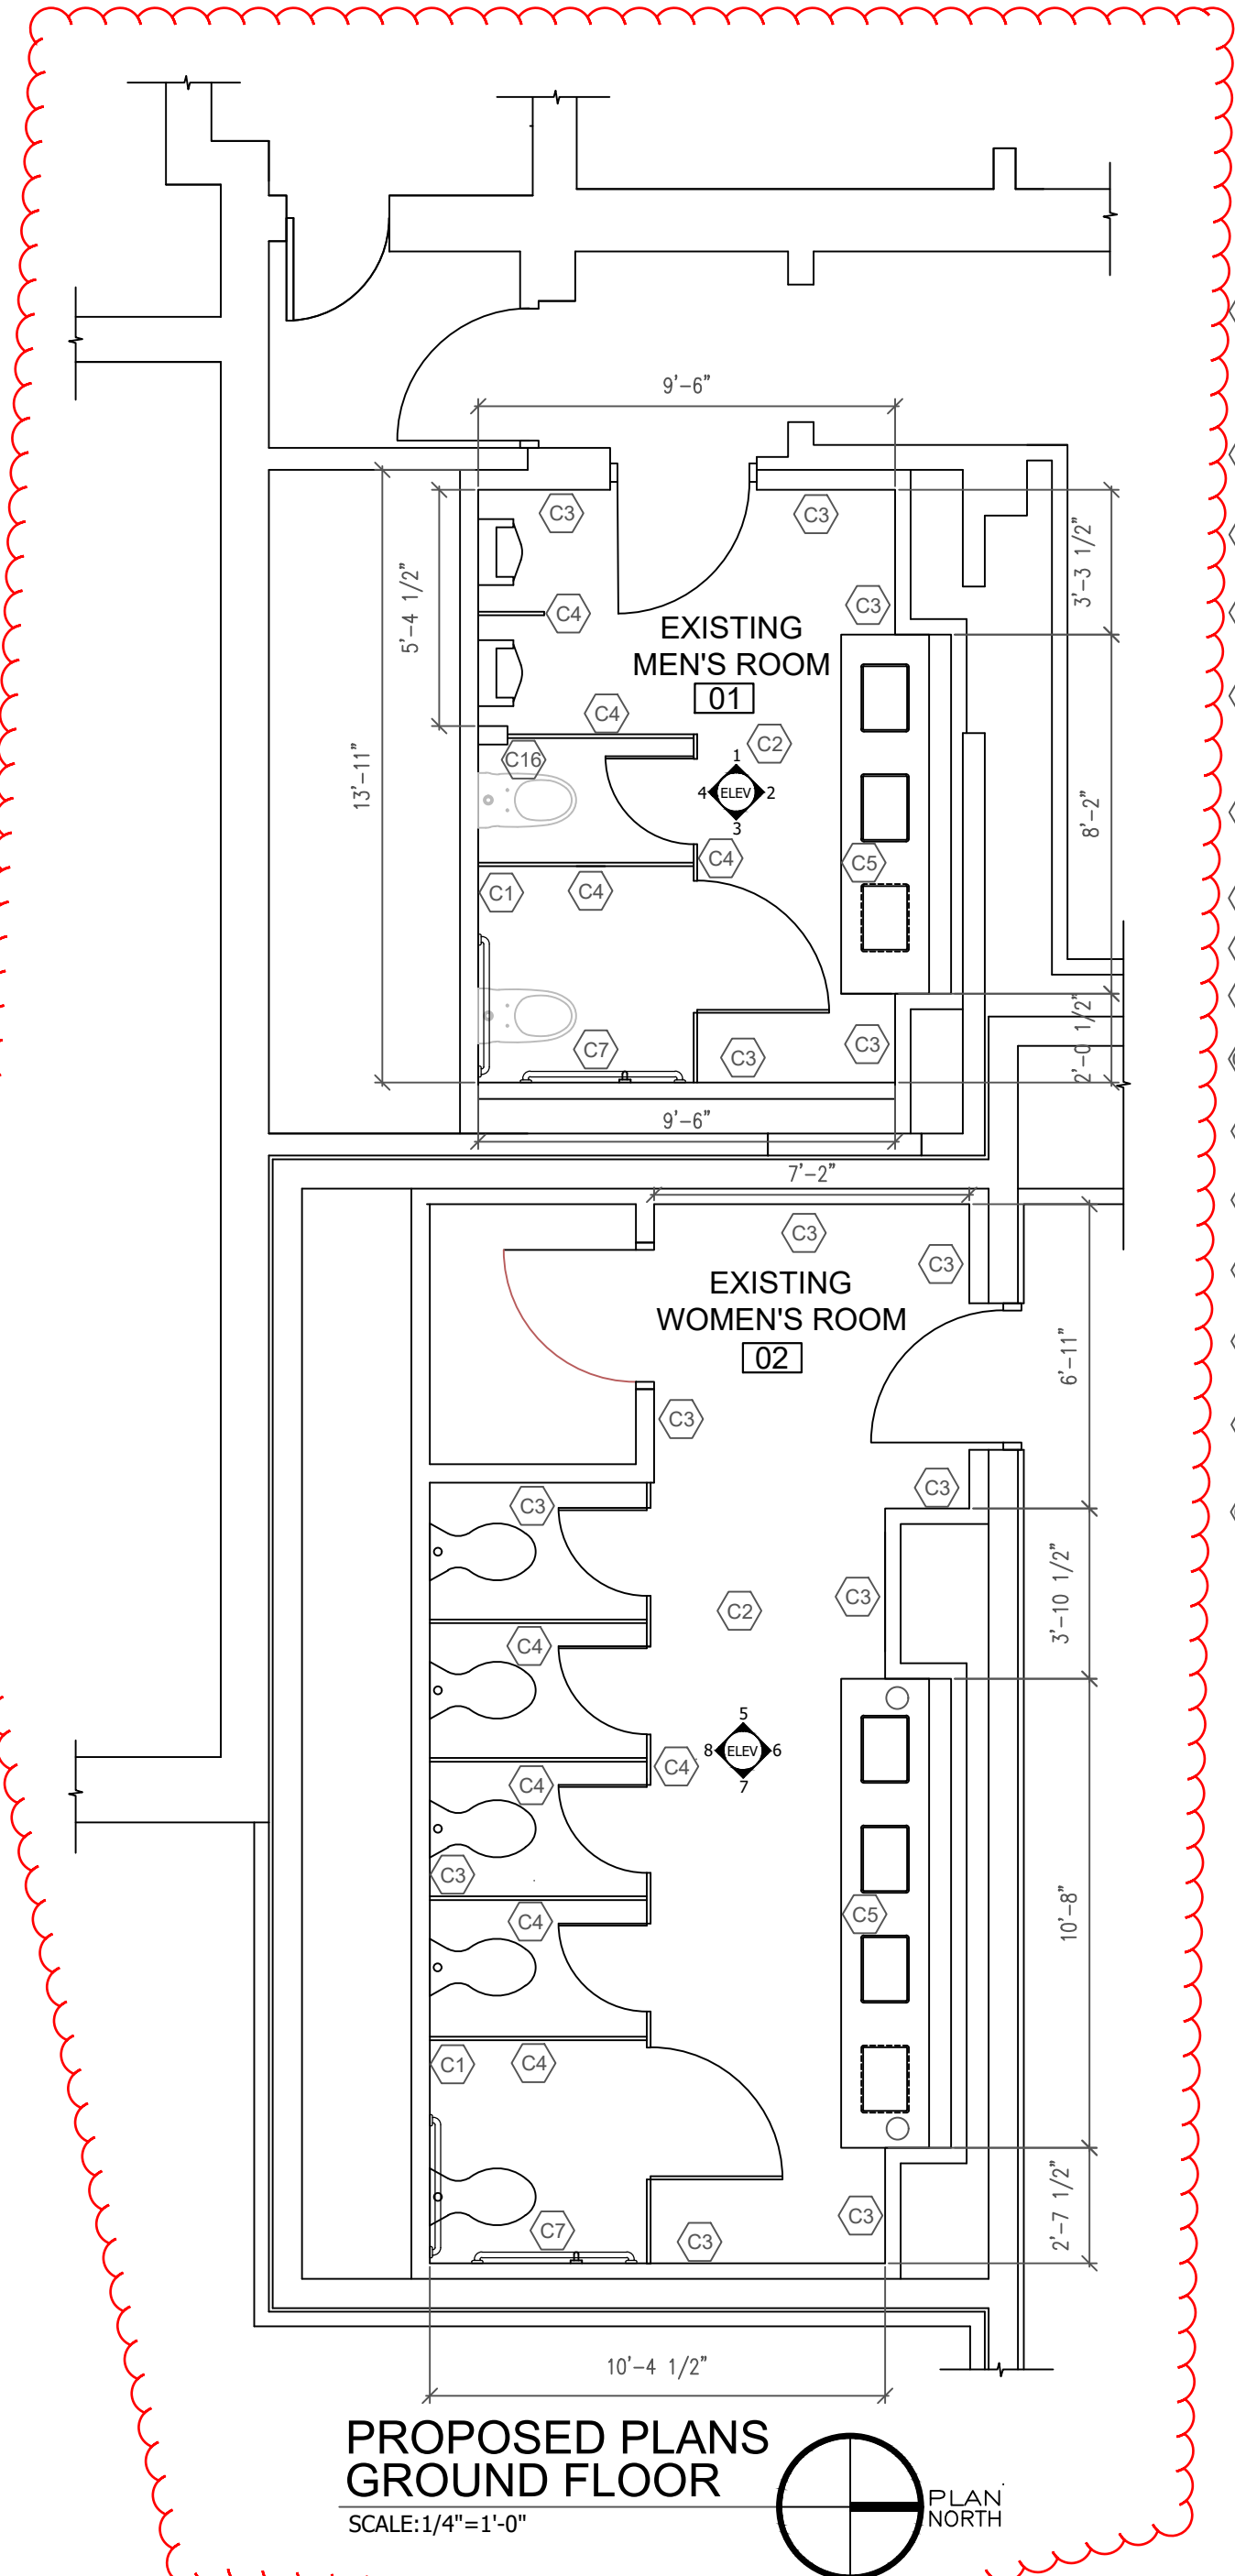 9'-6"
C3
C3
3'-3 1/2"
5'-4 1/2"
C4
C3
EXISTING
MEN'S ROOM
01
C4
C2
C16
1
4 ELEV 2
3
13'-11"
8'-2"
C4
C5
C1
C4
C7
C3
C3
2'-0 1/2"
9'-6"
7'-2"
C3
C3
EXISTING
WOMEN'S ROOM
02
6'-11"
C3
C3
C3
C3
C2
3'-10 1/2"
C4
5
8 ELEV 6
7
C4
C4
C3
C5
C4
10'-8"
C1
C4
C7
C3
C3
2'-7 1/2"
10'-4 1/2"
PROPOSED PLANS
GROUND FLOOR
SCALE:1/4"=1'-0"
PLAN
NORTH